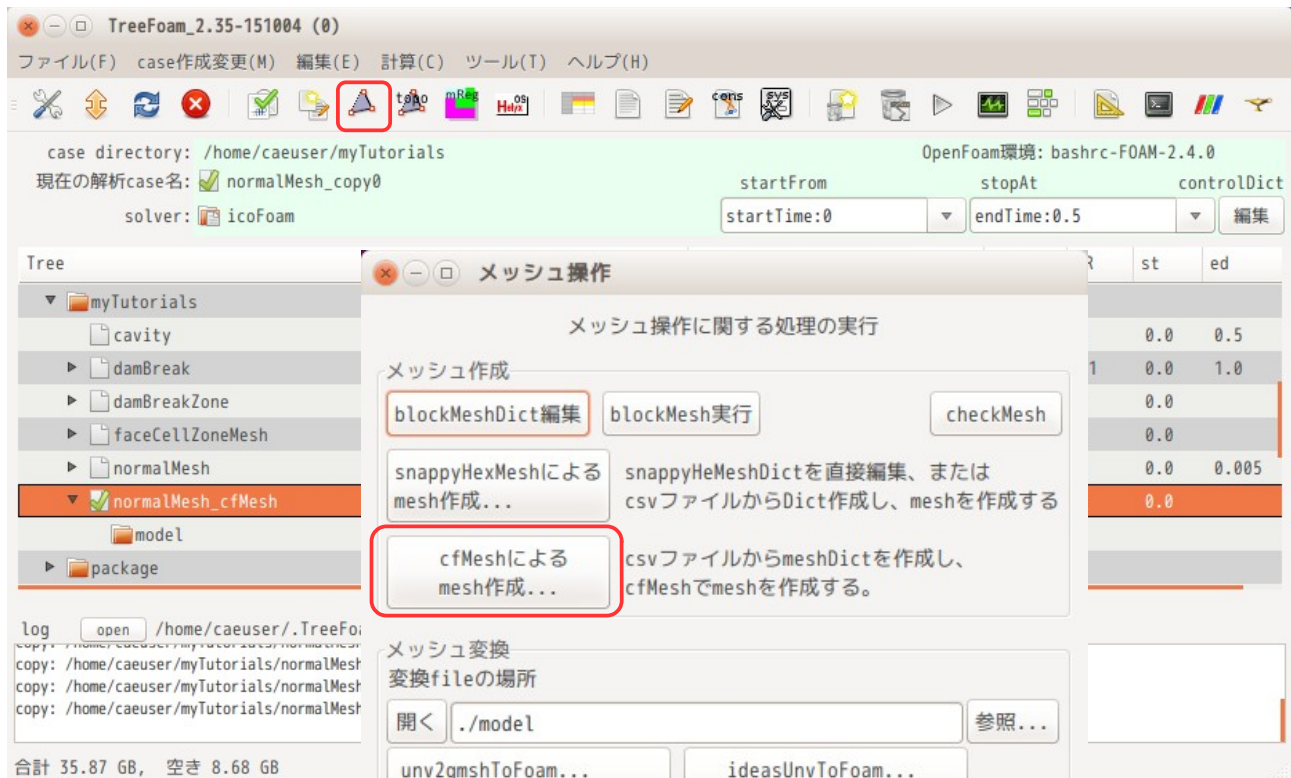 TreeFoam_2.35-151004 (0)
ファイル(F) case作成変更(M) 編集(E) 計算(C) ツール(T) ヘルプ(H)
topo mReg Helyx OS cons SYS
case directory: /home/caeuser/myTutorials OpenFoam環境: bashrc-FOAM-2.4.0
現在の解析case名: normalMesh_copy0 startFrom stopAt controlDict
solver: icoFoam startTime:0 endTime:0.5 編集
Tree R st ed
メッシュ操作
myTutorials
メッシュ操作に関する処理の実行
cavity 0.0 0.5
damBreak 1 0.0 1.0
damBreakZone 0.0
faceCellZoneMesh 0.0
normalMesh 0.0 0.005
normalMesh_cfMesh 0.0
model
package
メッシュ作成
blockMeshDict編集 blockMesh実行 checkMesh
snappyHexMeshによる snappyHeMeshDictを直接編集、または
mesh作成... csvファイルからDict作成し、meshを作成する
cfMeshによる csvファイルからmeshDictを作成し、
mesh作成... cfMeshでmeshを作成する。
log open /home/caeuser/.TreeFoa
copy: /home/caeuser/myTutorials/normalMesh
copy: /home/caeuser/myTutorials/normalMesh
copy: /home/caeuser/myTutorials/normalMesh
メッシュ変換
変換fileの場所
開く ./model 参照...
unv2gmshToFoam... ideasUnvToFoam...
合計 35.87 GB, 空き 8.68 GB